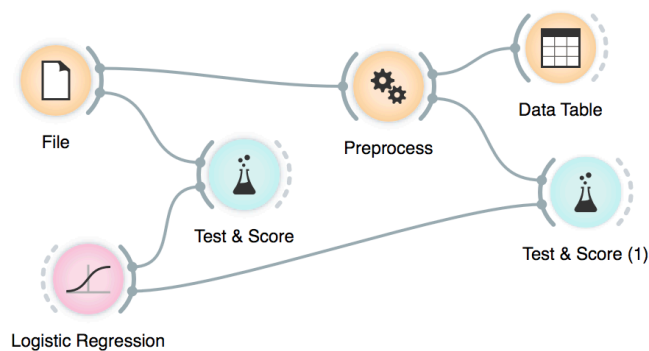 File
Preprocess
Data Table
Test & Score
Test & Score (1)
Logistic Regression